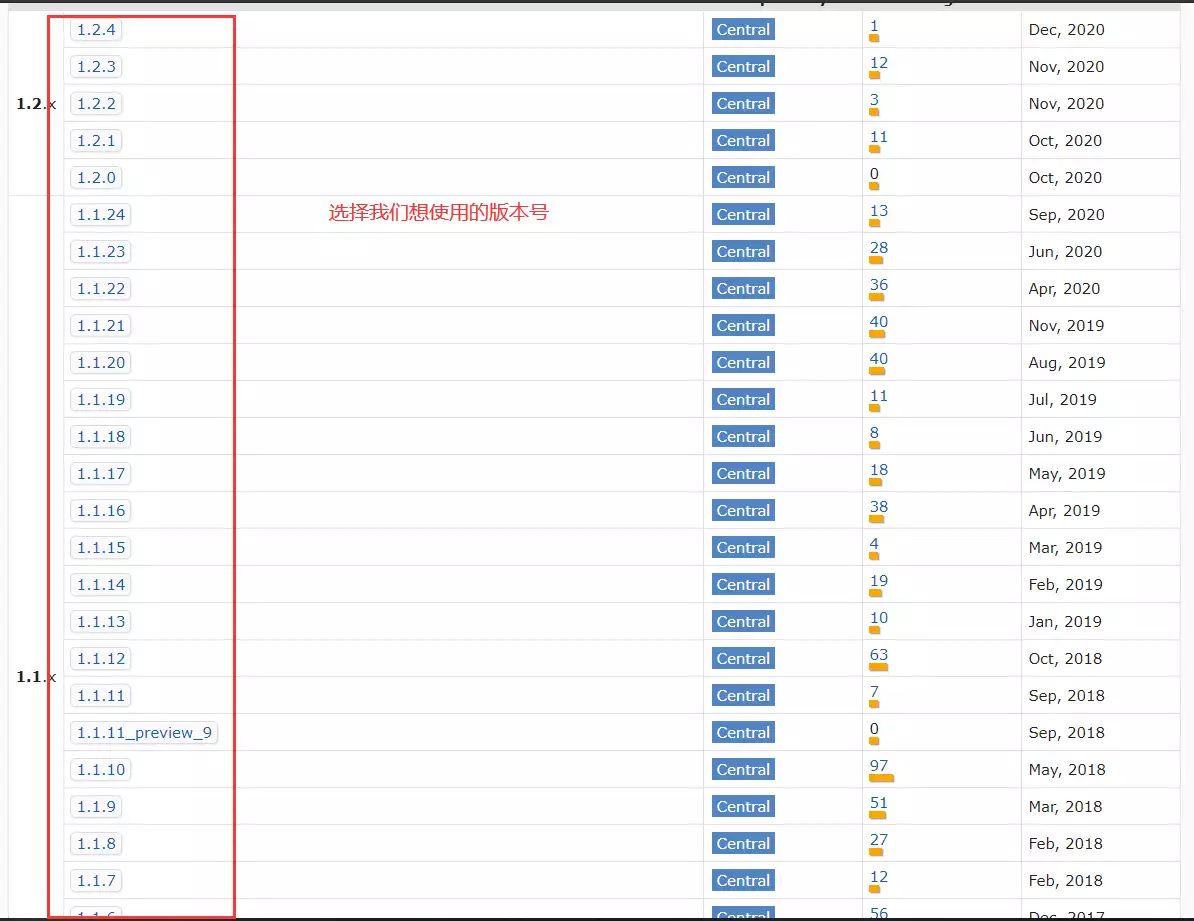 1.2.4 Central 1 Dec, 2020
1.2.3 Central 12 Nov, 2020
1.2.x 1.2.2 Central 3 Nov, 2020
1.2.1 Central 11 Oct, 2020
1.2.0 Central 0 Oct, 2020
1.1.24 选择我们想使用的版本号 Central 13 Sep, 2020
1.1.23 Central 28 Jun, 2020
1.1.22 Central 36 Apr, 2020
1.1.21 Central 40 Nov, 2019
1.1.20 Central 40 Aug, 2019
1.1.19 Central 11 Jul, 2019
1.1.18 Central 8 Jun, 2019
1.1.17 Central 18 May, 2019
1.1.16 Central 38 Apr, 2019
1.1.15 Central 4 Mar, 2019
1.1.14 Central 19 Feb, 2019
1.1.13 Central 10 Jan, 2019
1.1.12 Central 63 Oct, 2018
1.1.x 1.1.11 Central 7 Sep, 2018
1.1.11_preview_9 Central 0 Sep, 2018
1.1.10 Central 97 May, 2018
1.1.9 Central 51 Mar, 2018
1.1.8 Central 27 Feb, 2018
1.1.7 Central 12 Feb, 2018
1.1.6 Central 56 Dec, 2017